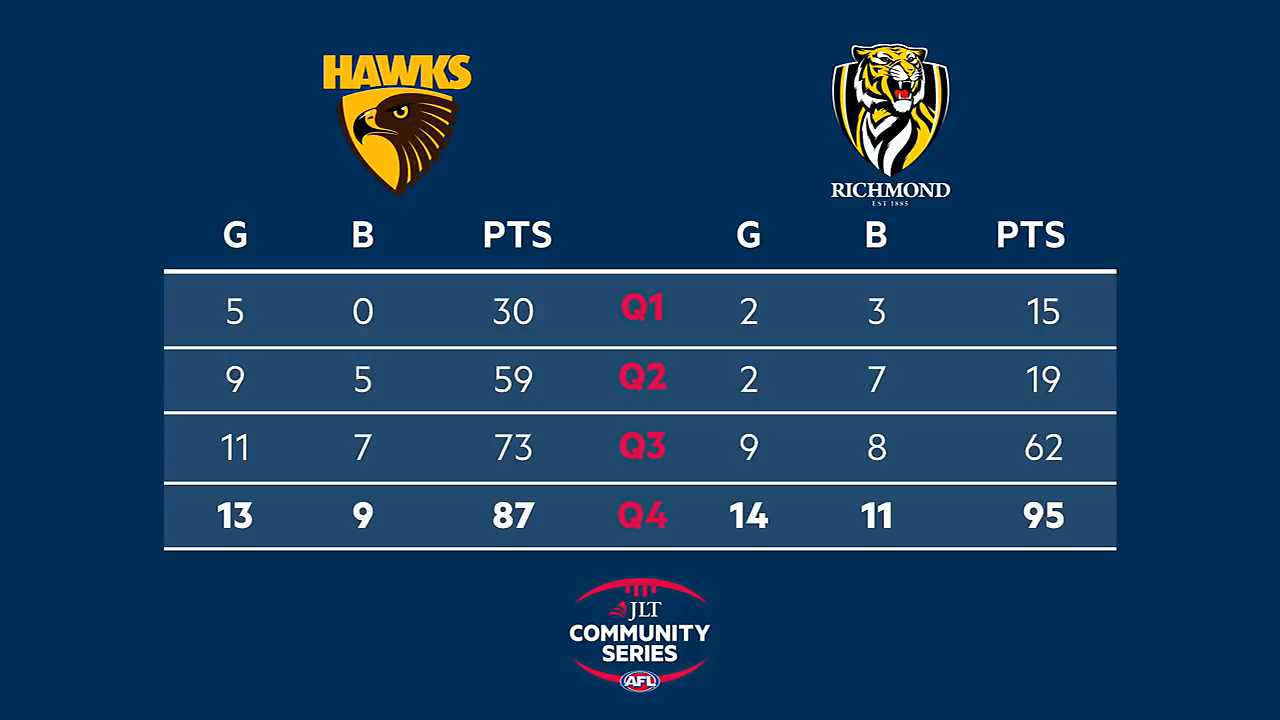 HAWKS
RICHMOND
EST 1885
G B PTS G B PTS
5 0 30 Q1 2 3 15
9 5 59 Q2 2 7 19
11 7 73 Q3 9 8 62
13 9 87 Q4 14 11 95
JLT
COMMUNITY
SERIES
AFL